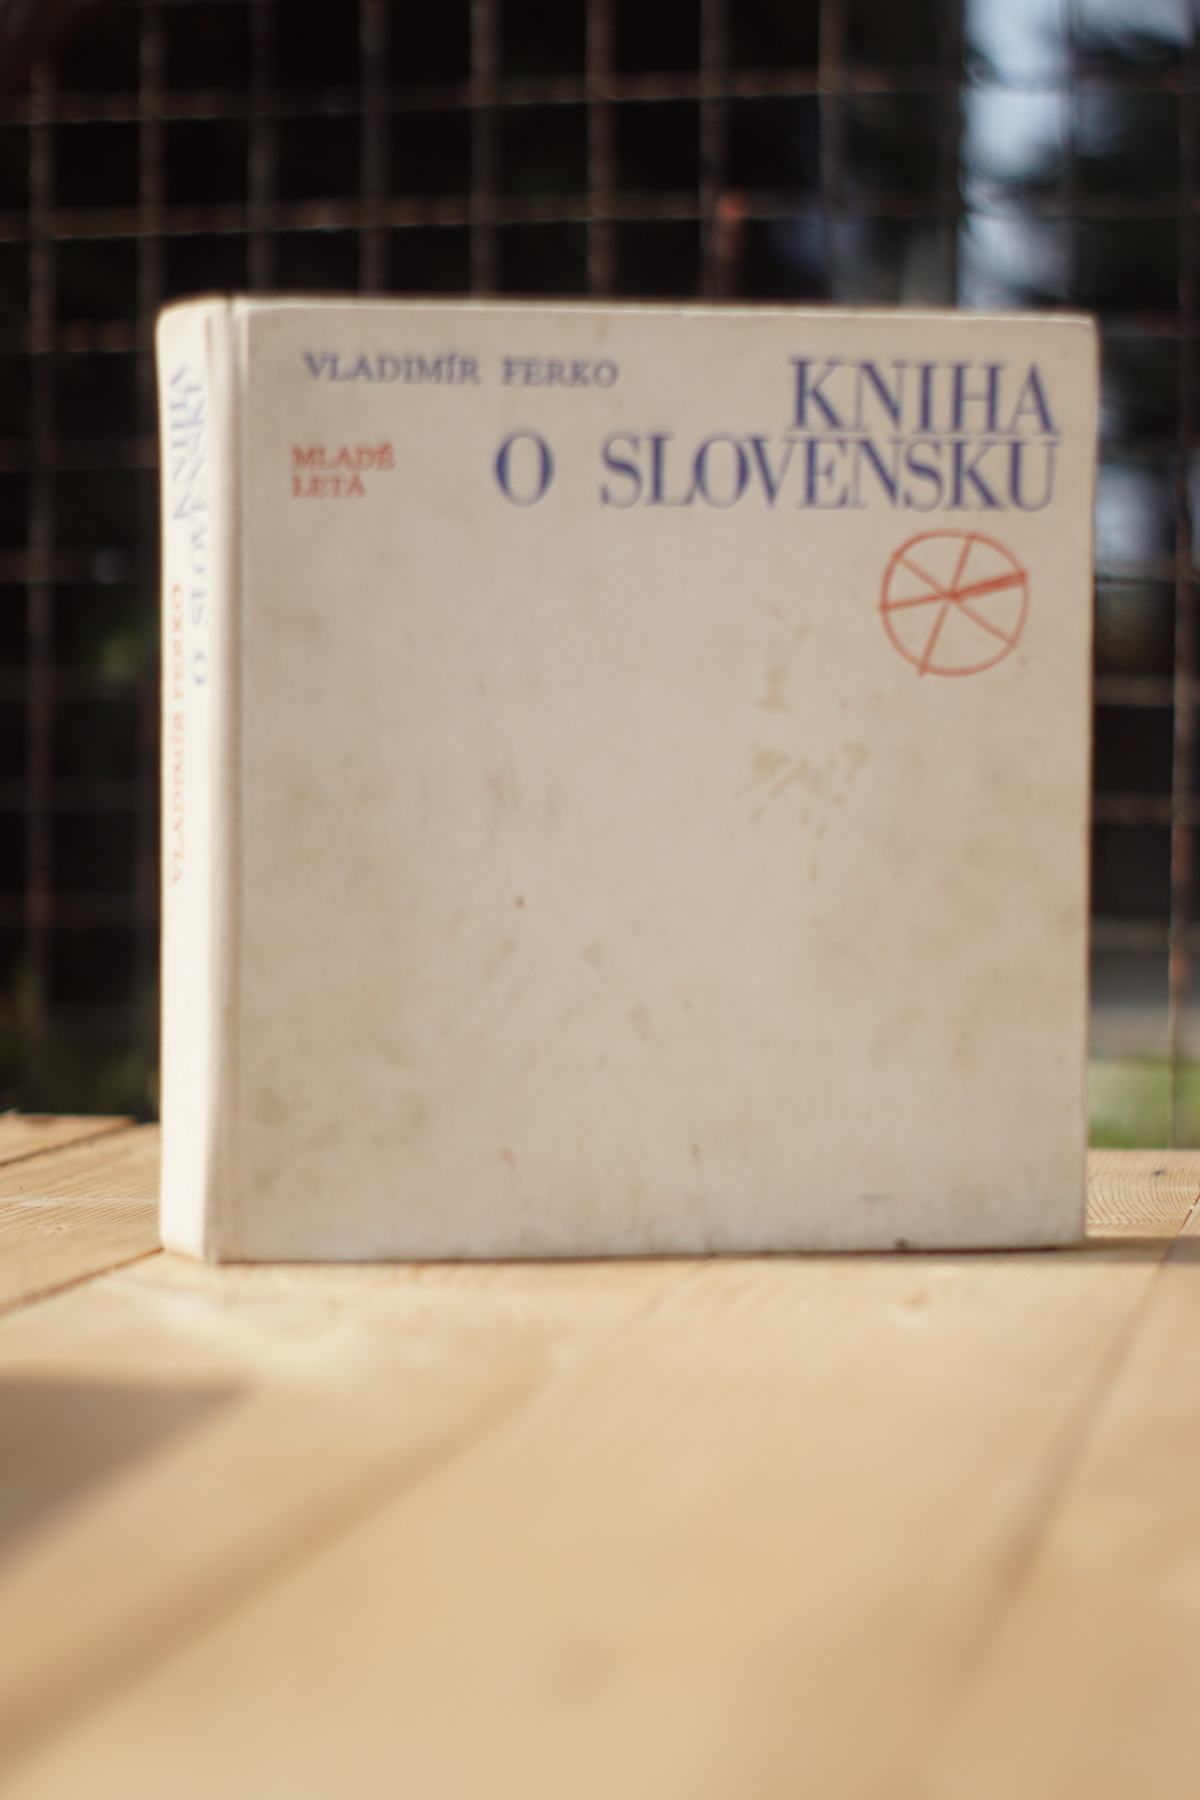 VLADIMÍR FERKO
KNIHA
O SLOVENSKU
MLADÉ
LETÁ
KNIHA
O SLOVENSKU
VLADIMÍR FERKO